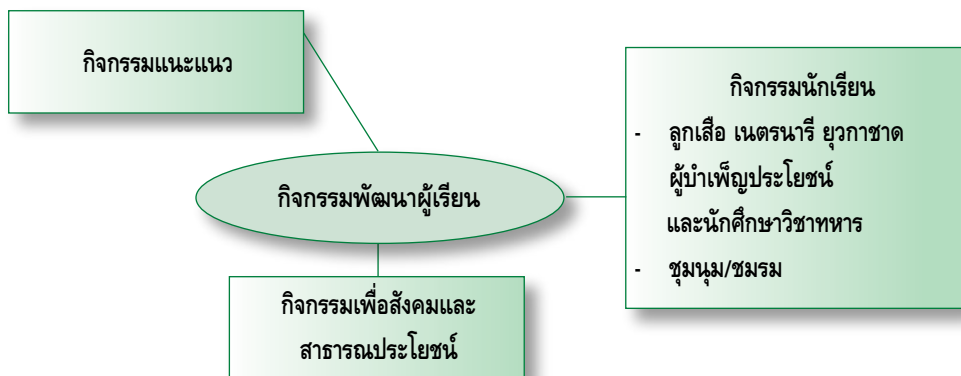 กิจกรรมแนะแนว
กิจกรรมนักเรียน
- ลูกเสือ เนตรนารี ยุวกาชาด
ผู้บำเพ็ญประโยชน์
และนักศึกษาวิชาทหาร
- ชุมนุม/ชมรม
กิจกรรมพัฒนาผู้เรียน
กิจกรรมเพื่อสังคมและ
สาธารณประโยชน์